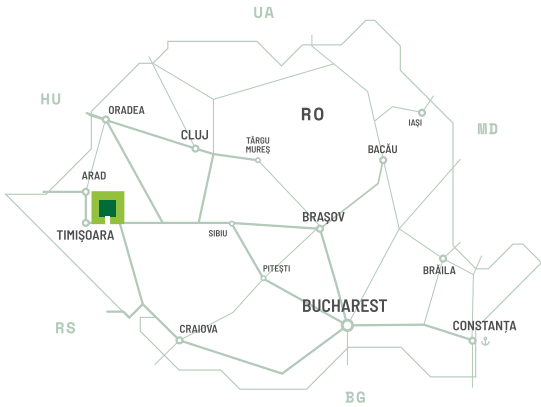 UA
HU
ORADEA
RO
IAȘI
MD
CLUJ
TÂRGU
MUREȘ
BACĂU
ARAD
TIMIȘOARA
SIBIU
BRAȘOV
PITEȘTI
BRĂILA
BUCHAREST
RS
CRAIOVA
CONSTANȚA
BG